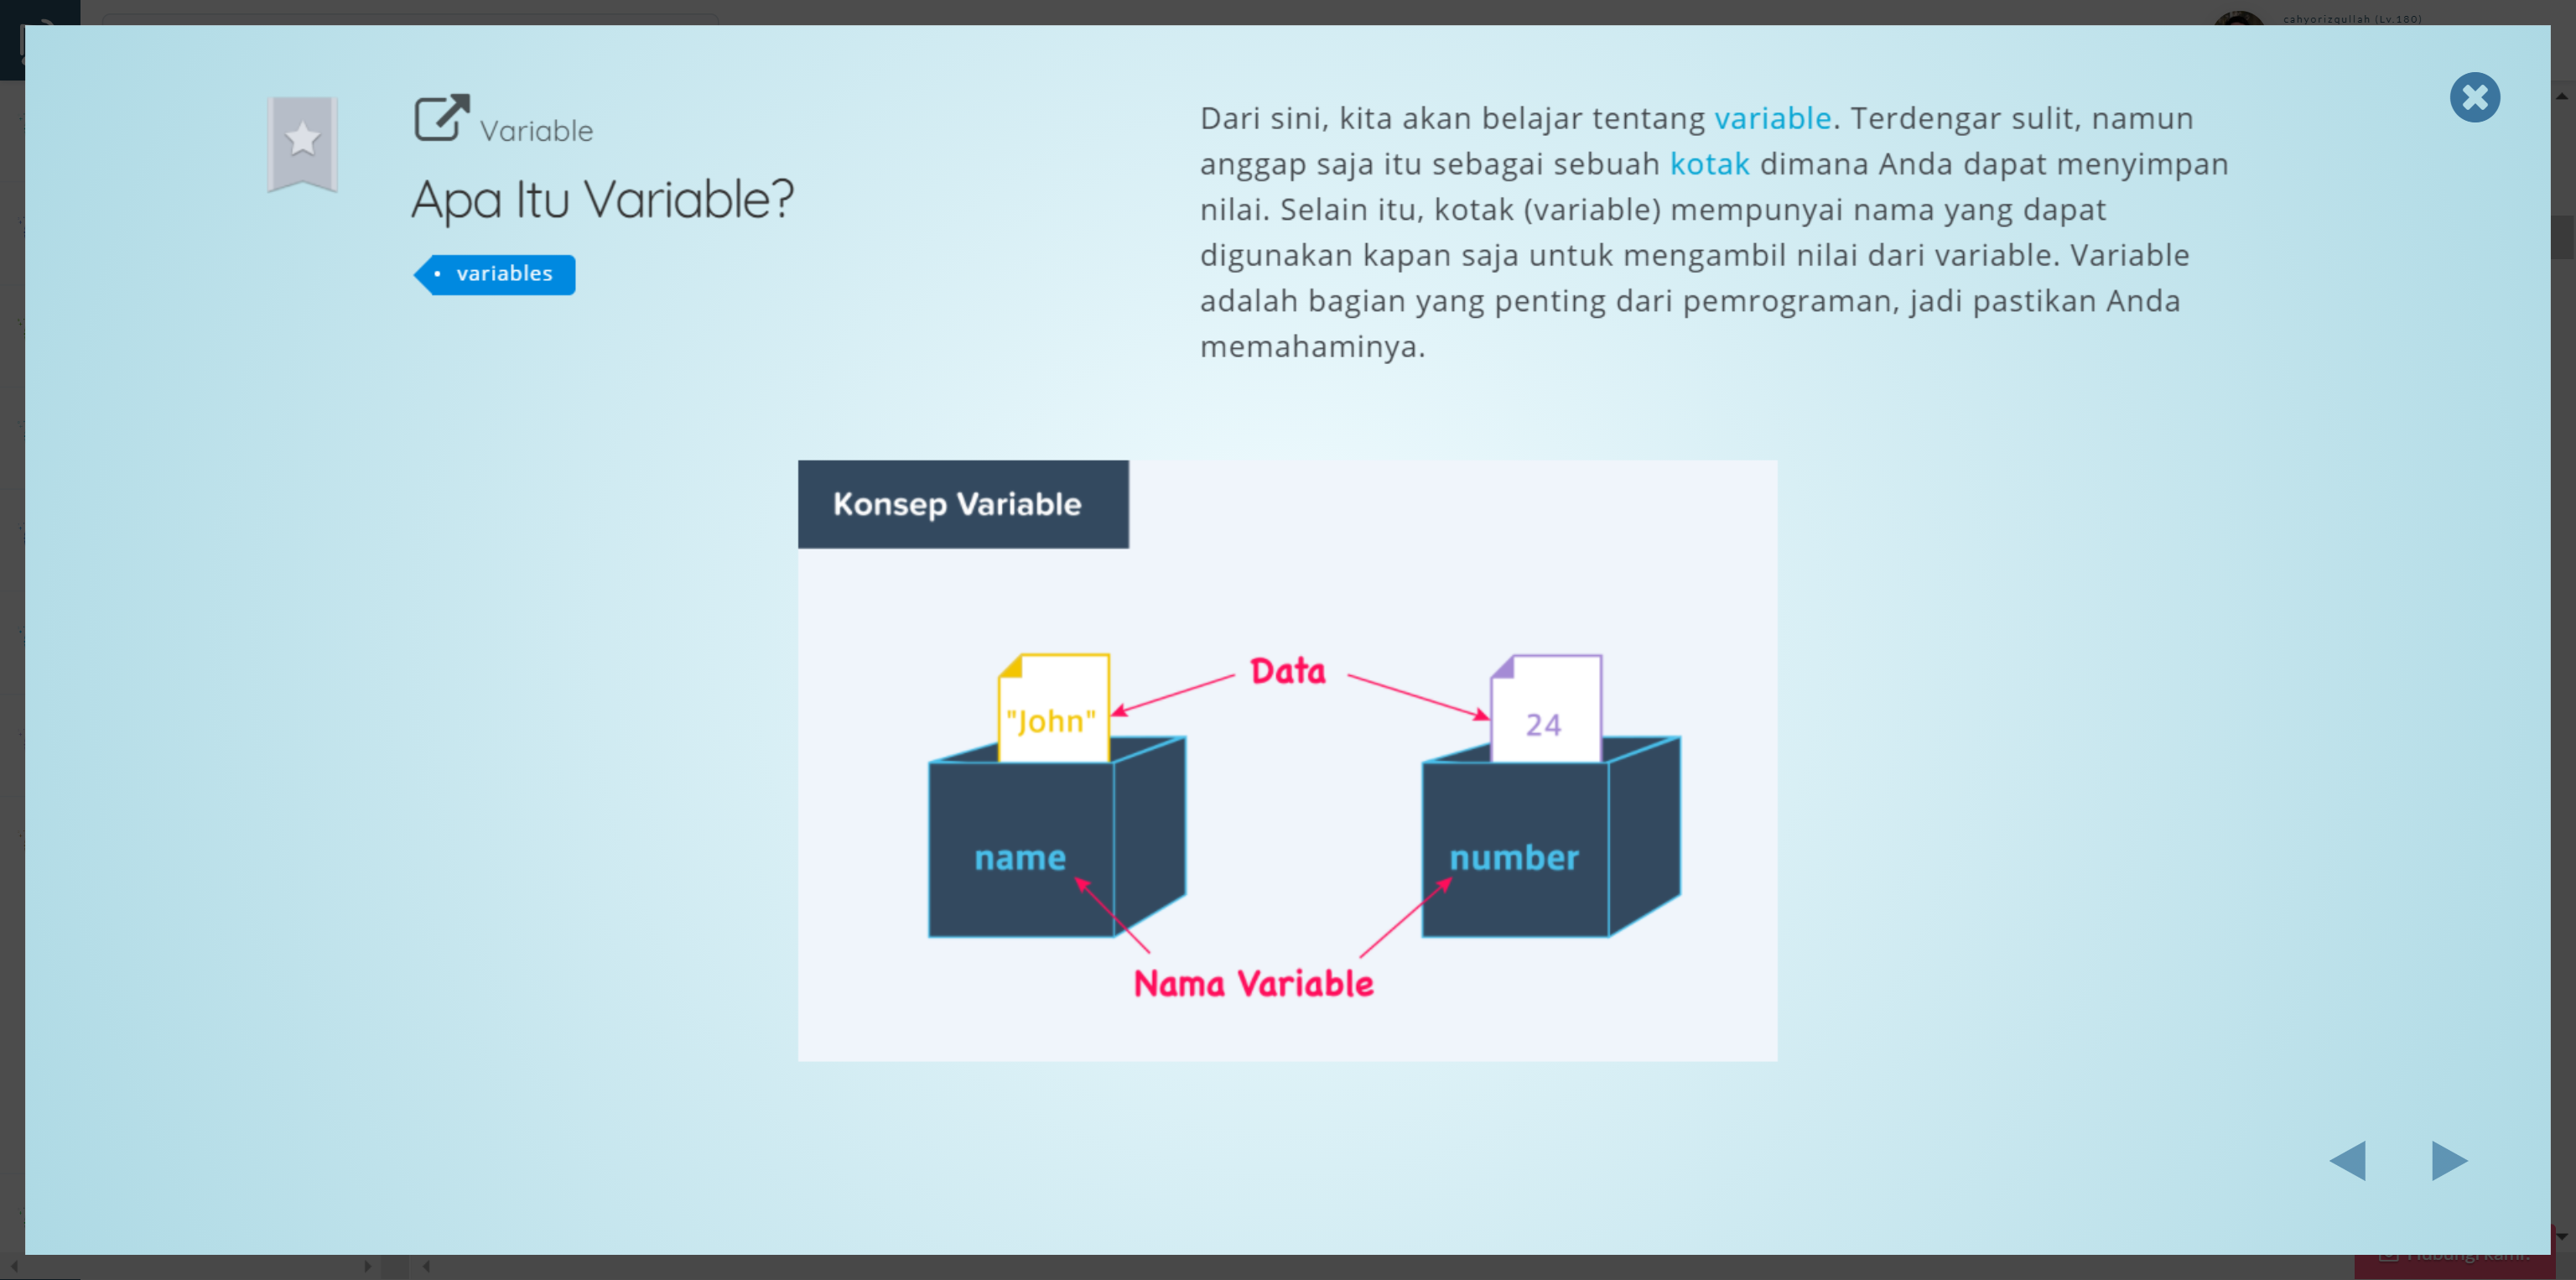 cahyorizqullah (Lv.180)
Variable
Apa Itu Variable?
variables
Dari sini, kita akan belajar tentang variable. Terdengar sulit, namun
anggap saja itu sebagai sebuah kotak dimana Anda dapat menyimpan
nilai. Selain itu, kotak (variable) mempunyai nama yang dapat
digunakan kapan saja untuk mengambil nilai dari variable. Variable
adalah bagian yang penting dari pemrograman, jadi pastikan Anda
memahaminya.
Konsep Variable
Data
"John"
24
name
number
Nama Variable